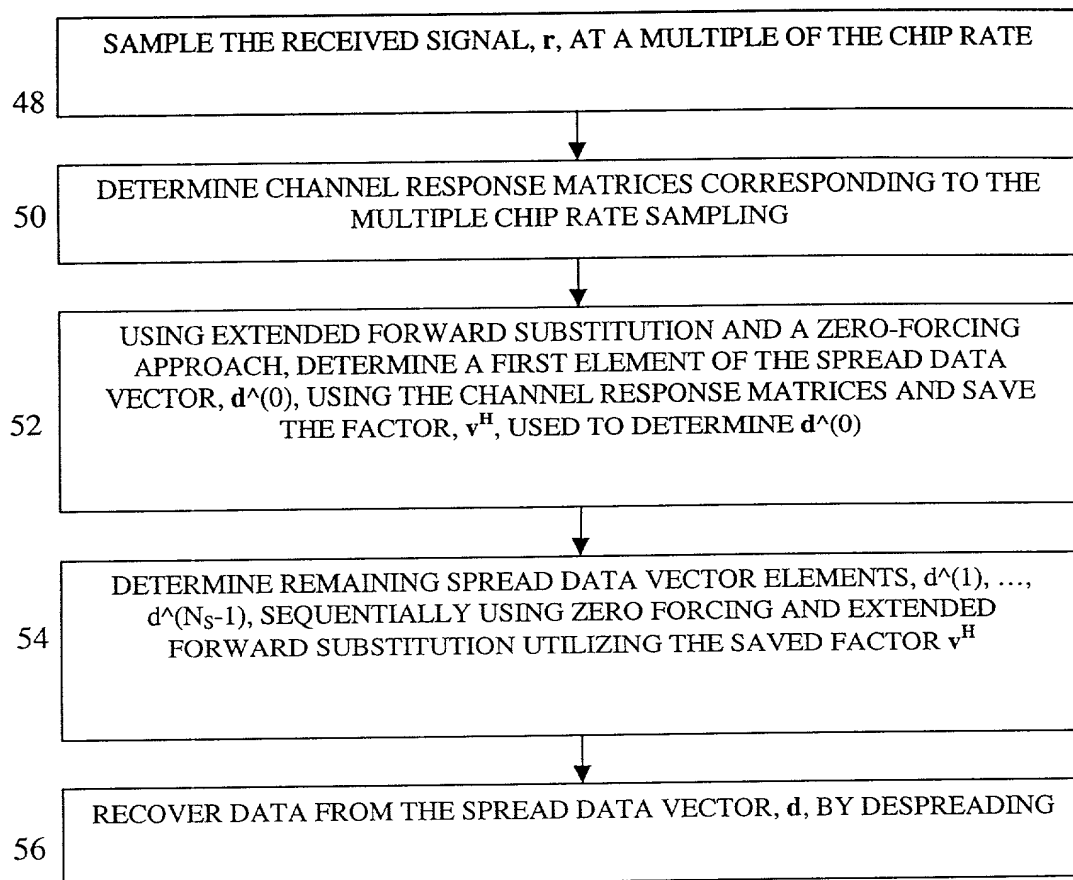 SAMPLE THE RECEIVED SIGNAL, r, AT A MULTIPLE OF THE CHIP RATE
48
DETERMINE CHANNEL RESPONSE MATRICES CORRESPONDING TO THE
MULTIPLE CHIP RATE SAMPLING
50
USING EXTENDED FORWARD SUBSTITUTION AND A ZERO-FORCING
APPROACH, DETERMINE A FIRST ELEMENT OF THE SPREAD DATA
VECTOR, d^(0), USING THE CHANNEL RESPONSE MATRICES AND SAVE
THE FACTOR, vᴴ, USED TO DETERMINE d^(0)
52
DETERMINE REMAINING SPREAD DATA VECTOR ELEMENTS, d^(1), ...,
d^(Nₛ-1), SEQUENTIALLY USING ZERO FORCING AND EXTENDED
FORWARD SUBSTITUTION UTILIZING THE SAVED FACTOR vᴴ
54
RECOVER DATA FROM THE SPREAD DATA VECTOR, d, BY DESPREADING
56